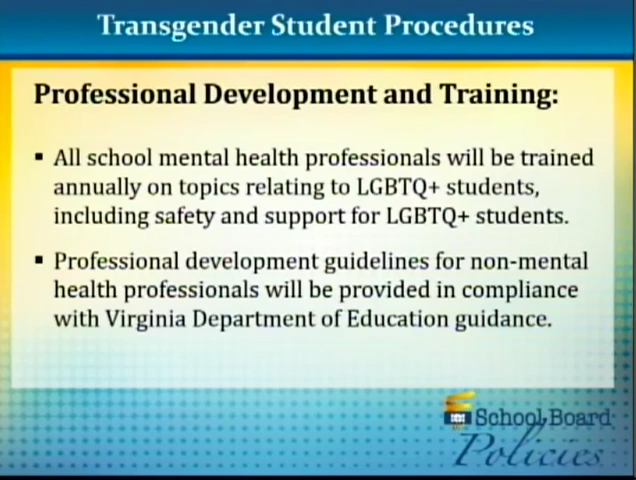 Transgender Student Procedures
Professional Development and Training:
▪ All school mental health professionals will be trained
annually on topics relating to LGBTQ+ students,
including safety and support for LGBTQ+ students.
▪ Professional development guidelines for non-mental
health professionals will be provided in compliance
with Virginia Department of Education guidance.
School Board
Policies